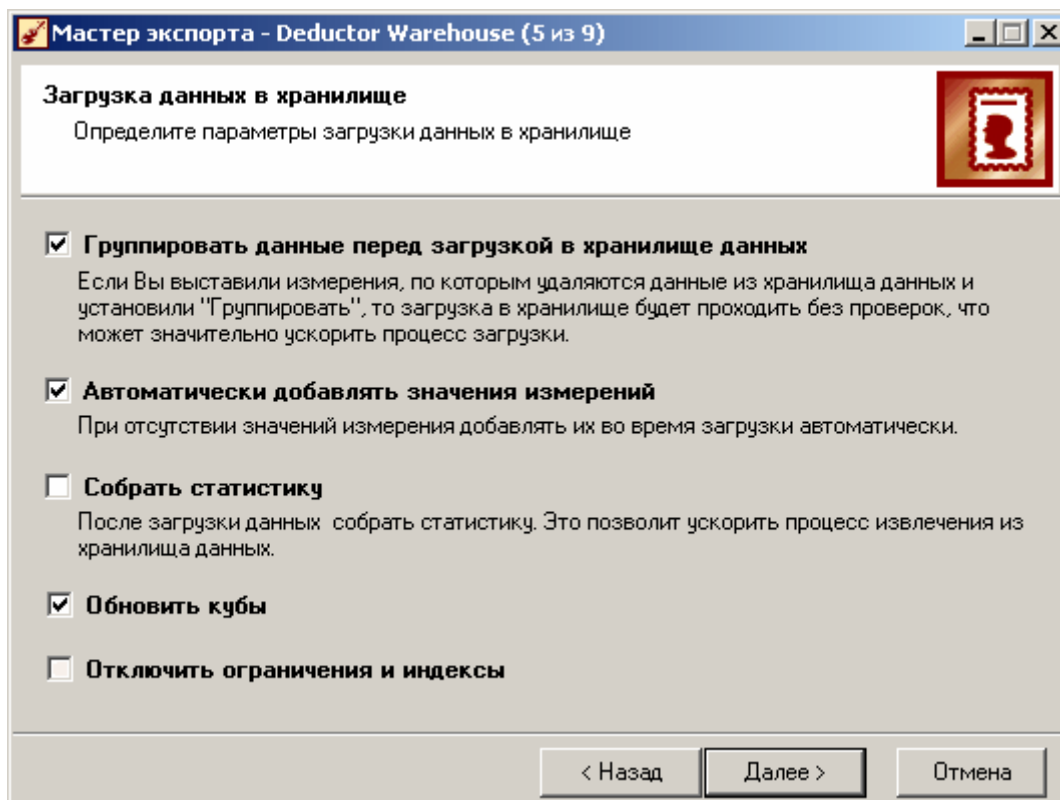 Мастер экспорта - Deductor Warehouse (5 из 9)
Загрузка данных в хранилище
Определите параметры загрузки данных в хранилище
Группировать данные перед загрузкой в хранилище данных
Если Вы выставили измерения, по которым удаляются данные из хранилища данных и
установили "Группировать", то загрузка в хранилище будет проходить без проверок, что
может значительно ускорить процесс загрузки.
Автоматически добавлять значения измерений
При отсутствии значений измерения добавлять их во время загрузки автоматически.
Собрать статистику
После загрузки данных собрать статистику. Это позволит ускорить процесс извлечения из
хранилища данных.
Обновить кубы
Отключить ограничения и индексы
< Назад
Далее >
Отмена